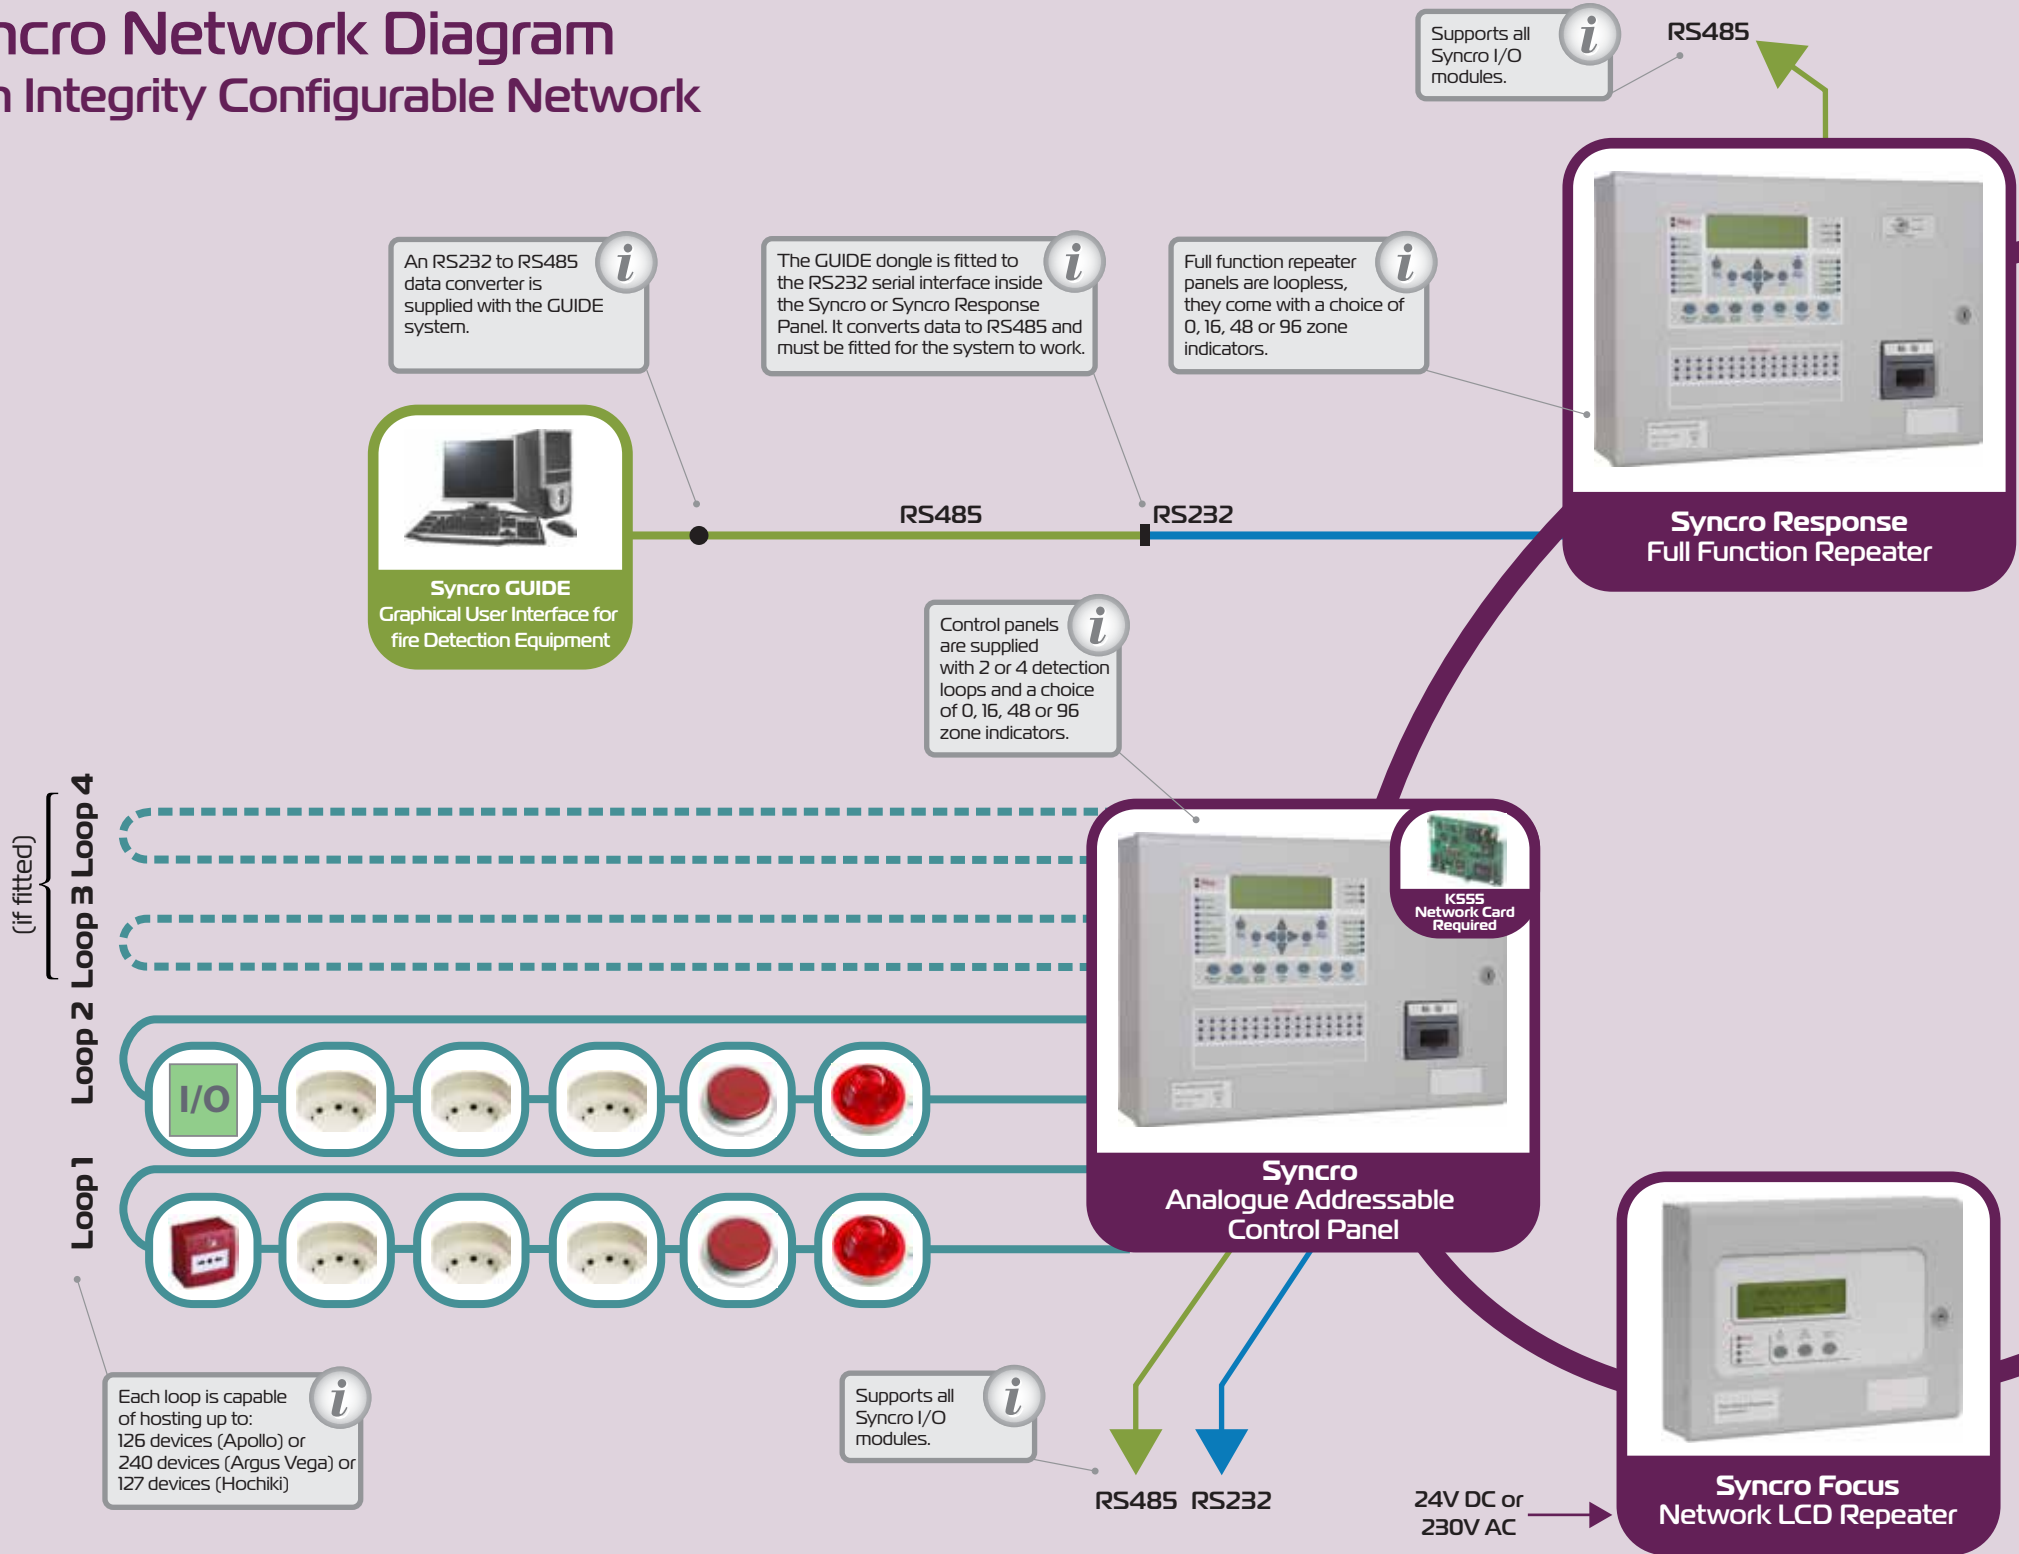 ncro Network Diagram
n Integrity Configurable Network
Supports all
Syncro I/O
modules.
RS485
An RS232 to RS485
data converter is
supplied with the GUIDE
system.
The GUIDE dongle is fitted to
the RS232 serial interface inside
the Syncro or Syncro Response
Panel. It converts data to RS485 and
must be fitted for the system to work.
Full function repeater
panels are loopless,
they come with a choice of
0, 16, 48 or 96 zone
indicators.
RS485
RS232
Syncro Response
Full Function Repeater
Syncro GUIDE
Graphical User Interface for
fire Detection Equipment
Control panels
are supplied
with 2 or 4 detection
loops and a choice
of 0, 16, 48 or 96
zone indicators.
(if fitted)
Loop 4
Loop 3
Loop 2
Loop 1
I/O
K555
Network Card
Required
Syncro
Analogue Addressable
Control Panel
Each loop is capable
of hosting up to:
126 devices (Apollo) or
240 devices (Argus Vega) or
127 devices (Hochiki)
Supports all
Syncro I/O
modules.
RS485
RS232
24V DC or
230V AC
Syncro Focus
Network LCD Repeater